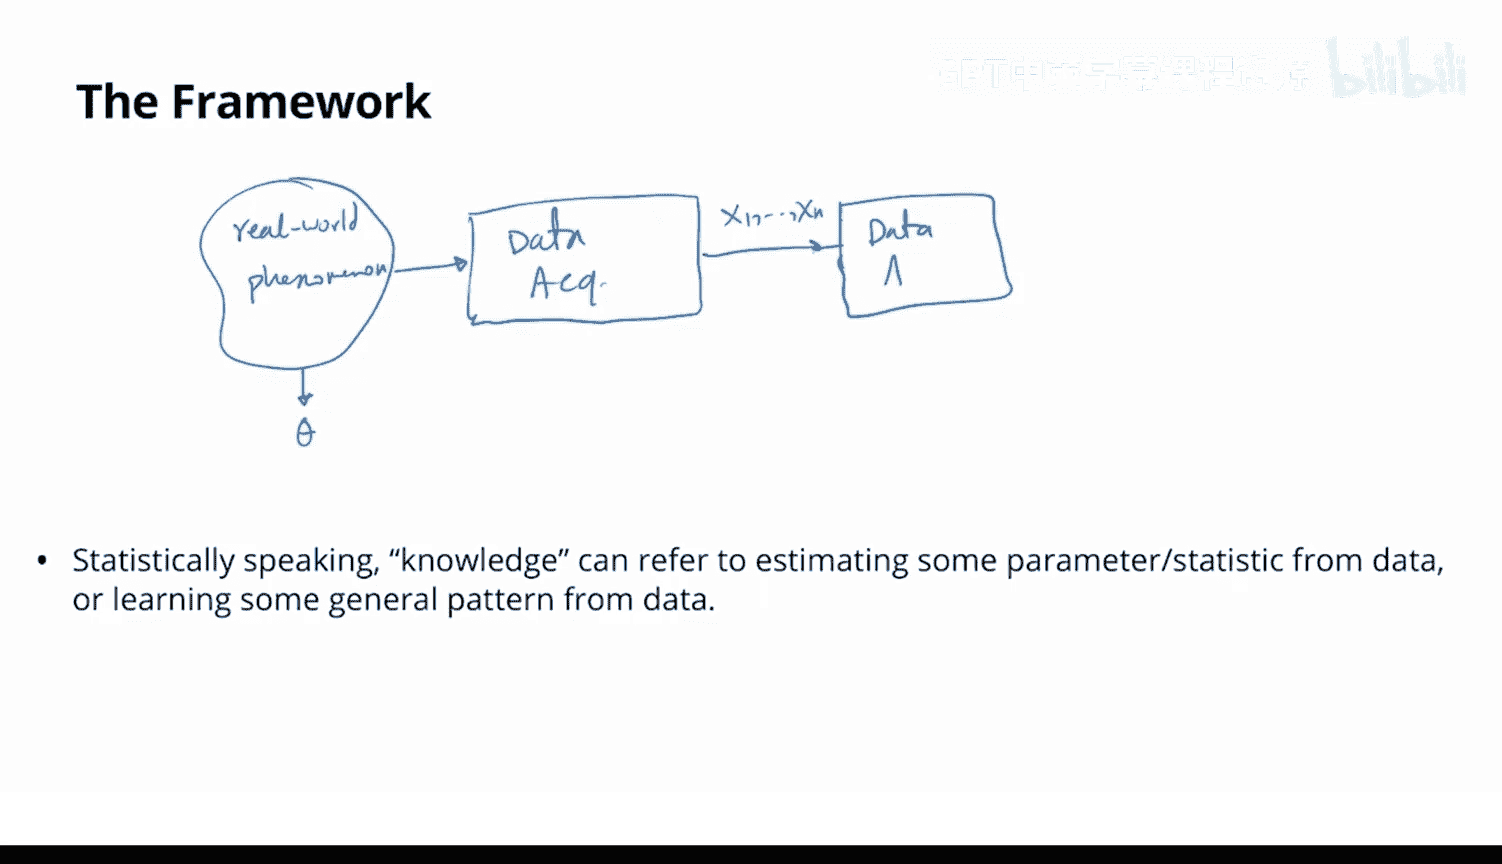 The Framework
bilibili
real-world
phenomenon
Data
Acq.
X1,...,Xn
Data
θ
• Statistically speaking, “knowledge” can refer to estimating some parameter/statistic from data,
or learning some general pattern from data.